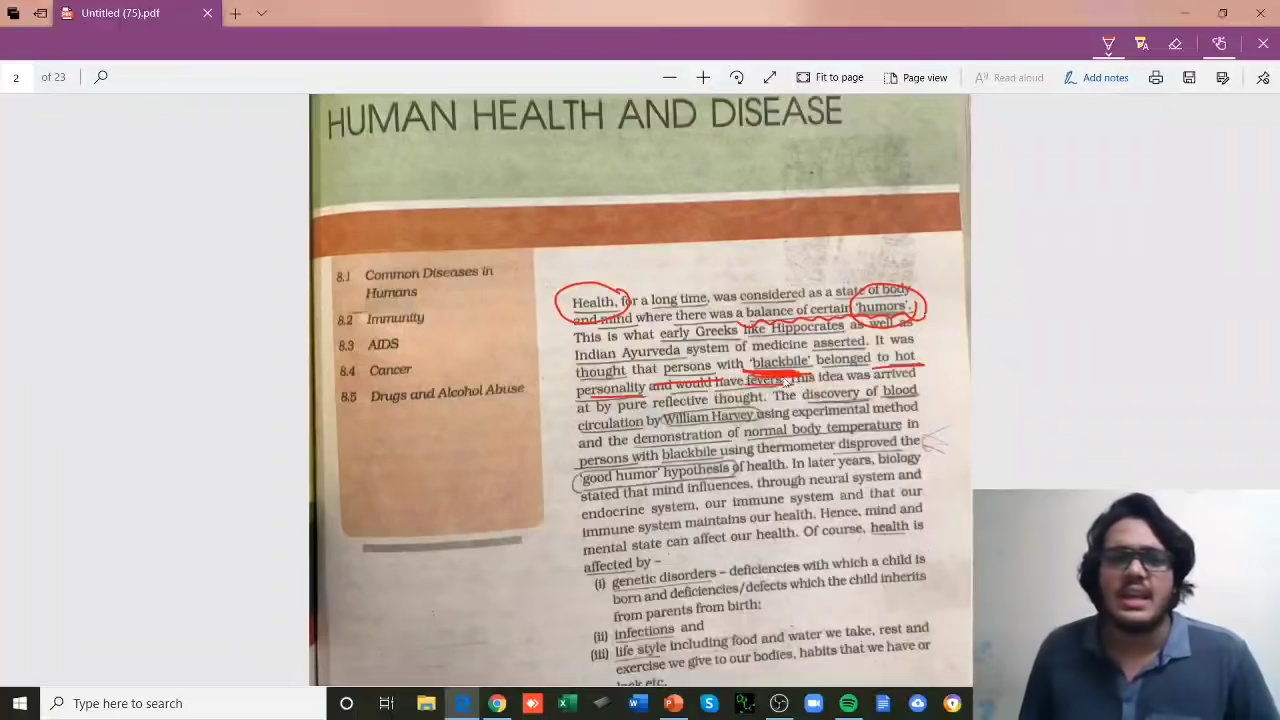 Untitled (75).pdf
2 of 23
Fit to page
Page view
Read aloud
Add notes
HUMAN HEALTH AND DISEASE
8.1 Common Diseases in
Humans
8.2 Immunity
8.3 AIDS
8.4 Cancer
8.5 Drugs and Alcohol Abuse
Health, for a long time, was considered as a state of body
and mind where there was a balance of certain 'humors'.
This is what early Greeks like Hippocrates as well as
Indian Ayurveda system of medicine asserted. It was
thought that persons with 'blackbile' belonged to hot
personality and would have fevers. This idea was arrived
at by pure reflective thought. The discovery of blood
circulation by William Harvey using experimental method
and the demonstration of normal body temperature in
persons with blackbile using thermometer disproved the
'good humor' hypothesis of health. In later years, biology
stated that mind influences, through neural system and
endocrine system, our immune system and that our
immune system maintains our health. Hence, mind and
mental state can affect our health. Of course, health is
affected by –
(i) genetic disorders – deficiencies with which a child is
born and deficiencies/defects which the child inherits
from parents from birth;
(ii) infections and
(iii) life style including food and water we take, rest and
exercise we give to our bodies, habits that we have or
lack etc.
Type here to search